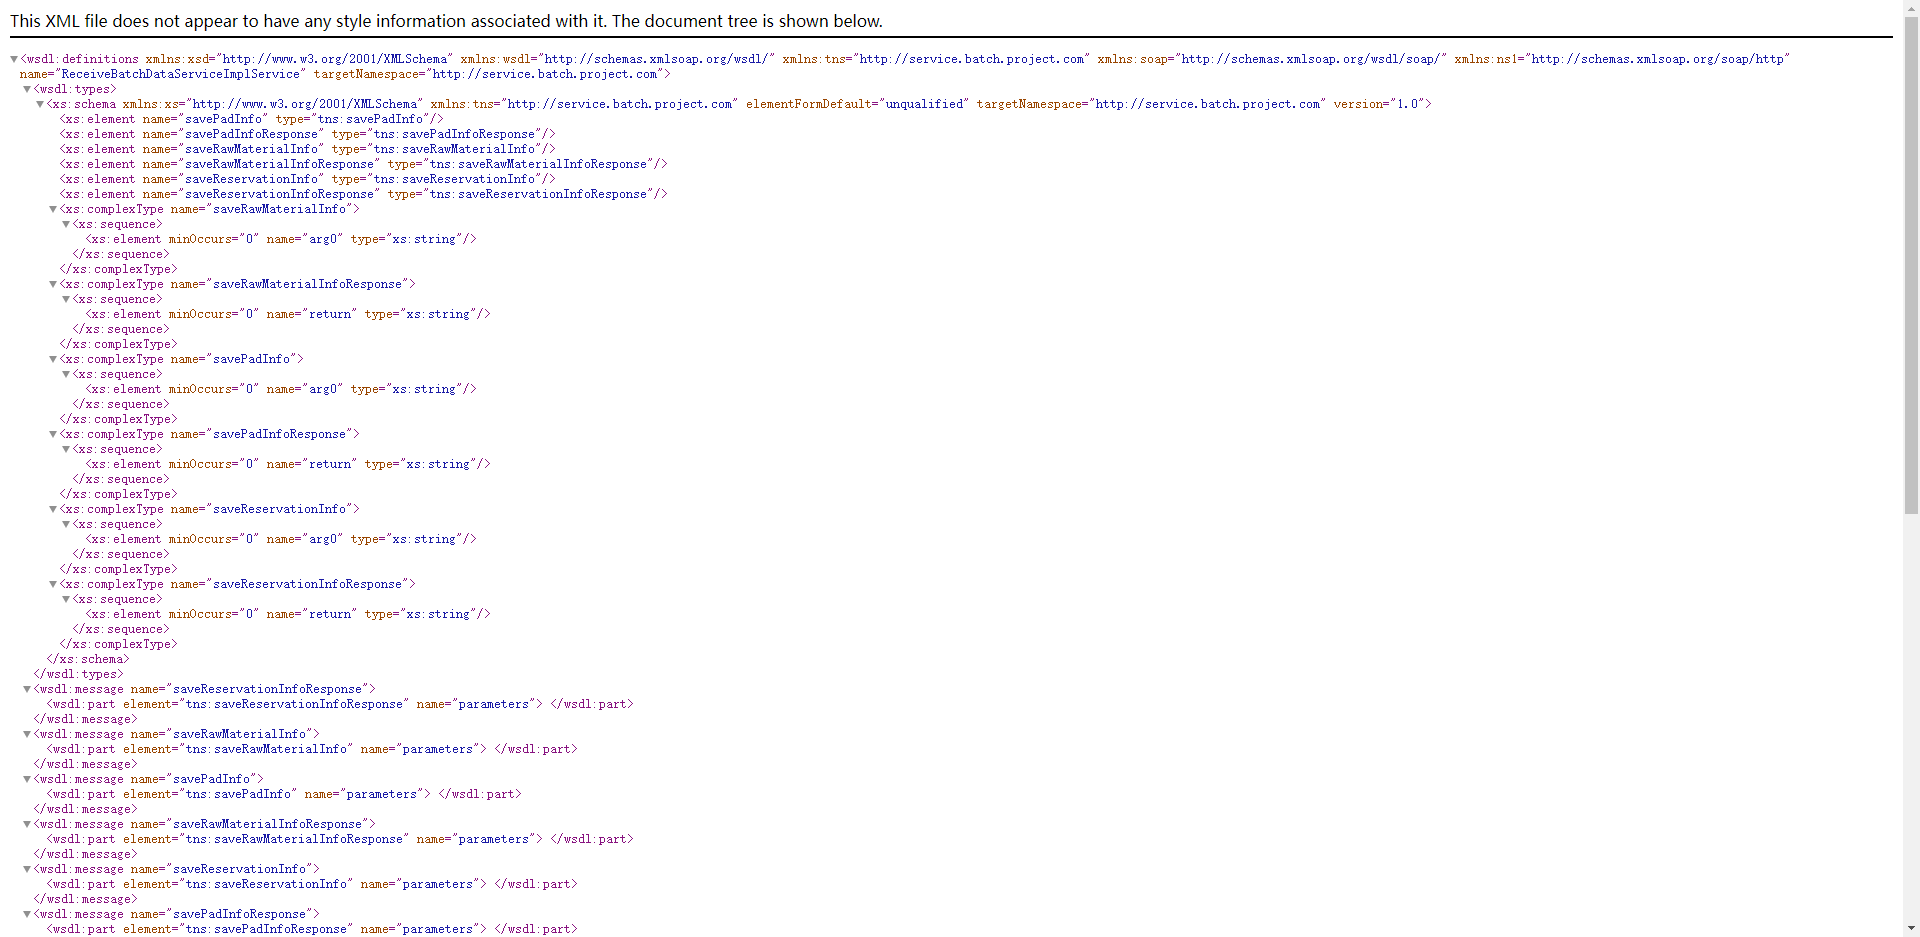 This XML file does not appear to have any style information associated with it. The document tree is shown below.
▼<wsdl:definitions xmlns:xsd="http://www.w3.org/2001/XMLSchema" xmlns:wsdl="http://schemas.xmlsoap.org/wsdl/" xmlns:tns="http://service.batch.project.com" xmlns:soap="http://schemas.xmlsoap.org/wsdl/soap/" xmlns:ns1="http://schemas.xmlsoap.org/soap/http"
name="ReceiveBatchDataServiceImplService" targetNamespace="http://service.batch.project.com">
▼<wsdl:types>
▼<xs:schema xmlns:xs="http://www.w3.org/2001/XMLSchema" xmlns:tns="http://service.batch.project.com" elementFormDefault="unqualified" targetNamespace="http://service.batch.project.com" version="1.0">
<xs:element name="savePadInfo" type="tns:savePadInfo"/>
<xs:element name="savePadInfoResponse" type="tns:savePadInfoResponse"/>
<xs:element name="saveRawMaterialInfo" type="tns:saveRawMaterialInfo"/>
<xs:element name="saveRawMaterialInfoResponse" type="tns:saveRawMaterialInfoResponse"/>
<xs:element name="saveReservationInfo" type="tns:saveReservationInfo"/>
<xs:element name="saveReservationInfoResponse" type="tns:saveReservationInfoResponse"/>
▼<xs:complexType name="saveRawMaterialInfo">
▼<xs:sequence>
<xs:element minOccurs="0" name="arg0" type="xs:string"/>
</xs:sequence>
</xs:complexType>
▼<xs:complexType name="saveRawMaterialInfoResponse">
▼<xs:sequence>
<xs:element minOccurs="0" name="return" type="xs:string"/>
</xs:sequence>
</xs:complexType>
▼<xs:complexType name="savePadInfo">
▼<xs:sequence>
<xs:element minOccurs="0" name="arg0" type="xs:string"/>
</xs:sequence>
</xs:complexType>
▼<xs:complexType name="savePadInfoResponse">
▼<xs:sequence>
<xs:element minOccurs="0" name="return" type="xs:string"/>
</xs:sequence>
</xs:complexType>
▼<xs:complexType name="saveReservationInfo">
▼<xs:sequence>
<xs:element minOccurs="0" name="arg0" type="xs:string"/>
</xs:sequence>
</xs:complexType>
▼<xs:complexType name="saveReservationInfoResponse">
▼<xs:sequence>
<xs:element minOccurs="0" name="return" type="xs:string"/>
</xs:sequence>
</xs:complexType>
</xs:schema>
</wsdl:types>
▼<wsdl:message name="saveReservationInfoResponse">
<wsdl:part element="tns:saveReservationInfoResponse" name="parameters"> </wsdl:part>
</wsdl:message>
▼<wsdl:message name="saveRawMaterialInfo">
<wsdl:part element="tns:saveRawMaterialInfo" name="parameters"> </wsdl:part>
</wsdl:message>
▼<wsdl:message name="savePadInfo">
<wsdl:part element="tns:savePadInfo" name="parameters"> </wsdl:part>
</wsdl:message>
▼<wsdl:message name="saveRawMaterialInfoResponse">
<wsdl:part element="tns:saveRawMaterialInfoResponse" name="parameters"> </wsdl:part>
</wsdl:message>
▼<wsdl:message name="saveReservationInfo">
<wsdl:part element="tns:saveReservationInfo" name="parameters"> </wsdl:part>
</wsdl:message>
▼<wsdl:message name="savePadInfoResponse">
<wsdl:part element="tns:savePadInfoResponse" name="parameters"> </wsdl:part>